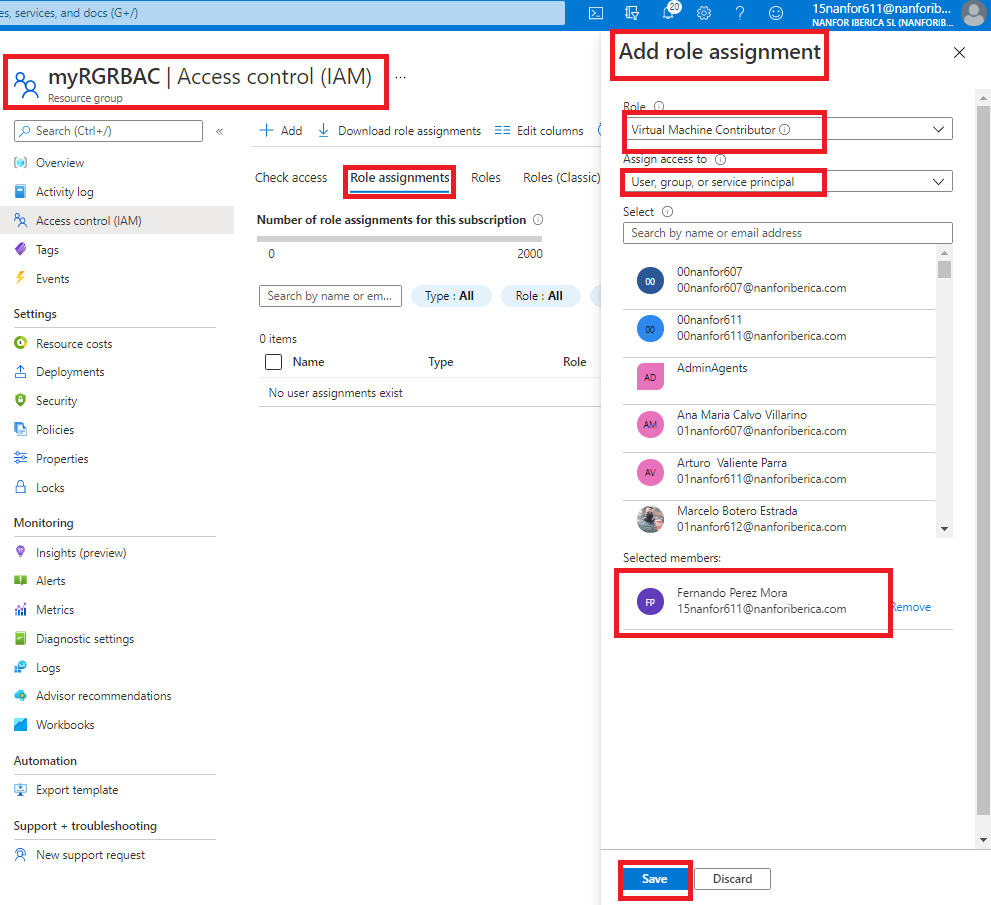 es, services, and docs (G+/)
20
15nanfor611@nanforib...
NANFOR IBERICA SL (NANFORIB...
myRGRBAC | Access control (IAM) ...
Resource group
Search (Ctrl+/)
«
Overview
Activity log
Access control (IAM)
Tags
Events
Settings
Resource costs
Deployments
Security
Policies
Properties
Locks
Monitoring
Insights (preview)
Alerts
Metrics
Diagnostic settings
Logs
Advisor recommendations
Workbooks
Automation
Export template
Support + troubleshooting
New support request
Add
Download role assignments
Edit columns
Check access
Role assignments
Roles
Roles (Classic)
Number of role assignments for this subscription
0
2000
Search by name or em...
Type : All
Role : All
0 items
Name
Type
Role
No user assignments exist
Add role assignment
Role
Virtual Machine Contributor
Assign access to
User, group, or service principal
Select
Search by name or email address
00
00nanfor607
00nanfor607@nanforiberica.com
00
00nanfor611
00nanfor611@nanforiberica.com
AD
AdminAgents
AM
Ana Maria Calvo Villarino
01nanfor607@nanforiberica.com
AV
Arturo Valiente Parra
01nanfor611@nanforiberica.com
Marcelo Botero Estrada
01nanfor612@nanforiberica.com
Selected members:
FP
Fernando Perez Mora
15nanfor611@nanforiberica.com
Remove
Save
Discard